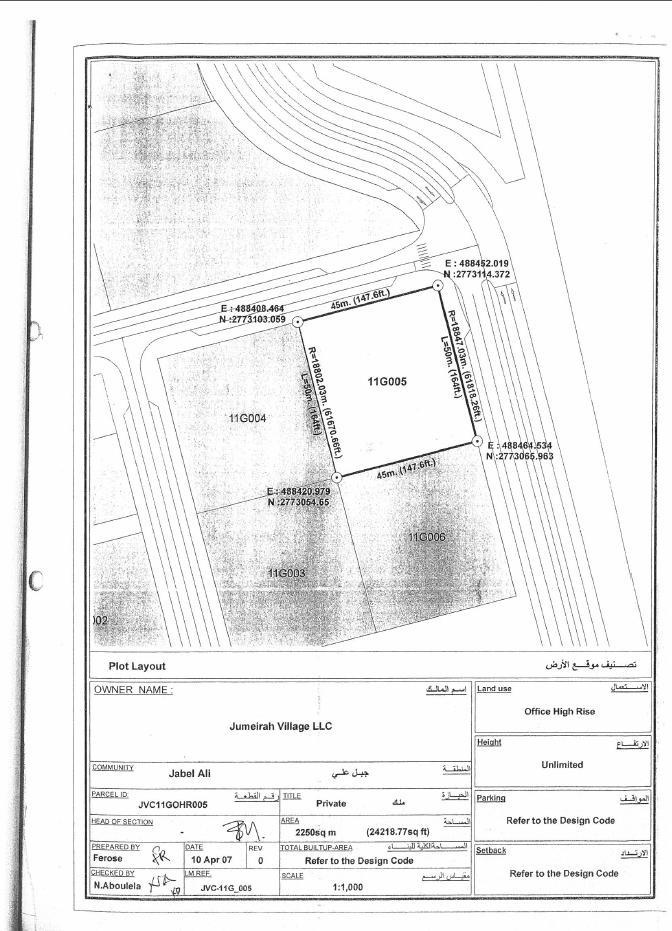 E : 488452.019
N :2773114.372
E : 488408.464
N :2773103.059
45m. (147.6ft.)
R=18847.03m. (61818.26ft)
L=50m. (164ft.)
R=18802.03m. (61670.66ft.)
L=50m. (164ft.)
11G005
11G004
E : 488464.534
N :2773065.963
45m. (147.6ft.)
E : 488420.979
N :2773054.65
11G006
11G003
002
Plot Layout
تصنيف موقع الأرض
OWNER NAME :
اسم المالك
Jumeirah Village LLC
Land use
الاستعمال
Office High Rise
Height
الارتفاع
Unlimited
COMMUNITY
Jabel Ali
جبل علي
المنطقة
PARCEL ID:
رقم القطعة
JVC11GOHR005
TITLE
الحيازة
Private
ملك
Parking
المواقف
Refer to the Design Code
HEAD OF SECTION
-
AREA
المساحة
2250sq m (24218.77sq ft)
PREPARED BY
Ferose
DATE
10 Apr 07
REV
0
TOTAL BUILTUP-AREA
المساحة الكلية للبناء
Refer to the Design Code
Setback
الارتداد
Refer to the Design Code
CHECKED BY
N.Aboulela
LM REF.
JVC-11G_005
SCALE
مقياس الرسم
1:1,000